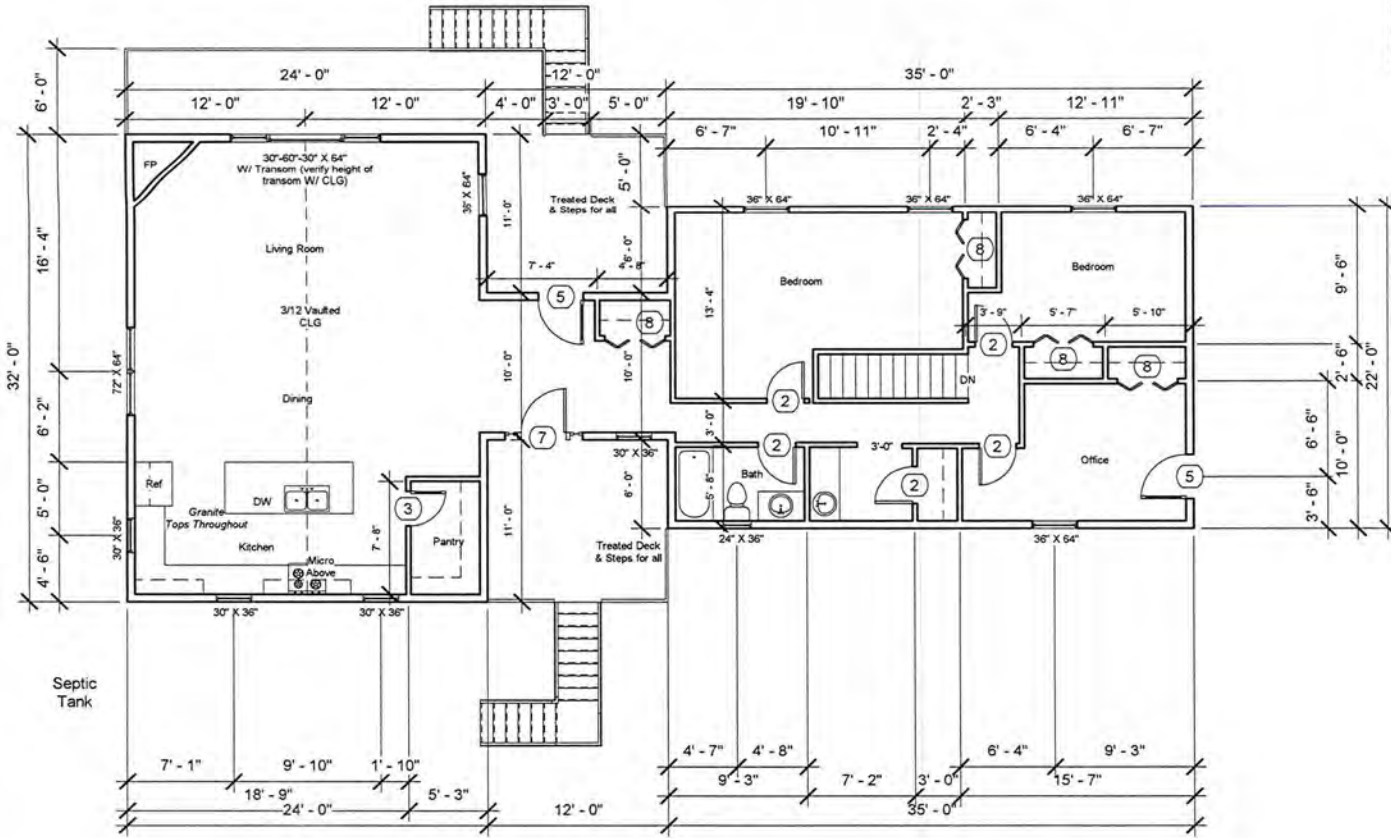 24' - 0"
12' - 0"
35' - 0"
6' - 0"
12' - 0"
12' - 0"
4' - 0"
3' - 0"
5' - 0"
19' - 10"
2' - 3"
12' - 11"
6' - 7"
10' - 11"
2' - 4"
6' - 4"
6' - 7"
FP
30"-60"-30" X 64"
W/ Transom (verify height of
transom W/ CLG)
36" X 64"
5' - 0"
36" X 64"
36" X 64"
36" X 64"
Treated Deck
& Steps for all
11' - 0"
6' - 0"
16' - 4"
Living Room
8
Bedroom
Bedroom
9' - 6"
7' - 4"
4' - 8"
5
8
3/12 Vaulted
CLG
13' - 4"
3' - 9"
5' - 7"
5' - 10"
2
8
8
32' - 0"
72" X 64"
10' - 0"
10' - 0"
DN
2' - 6"
22' - 0"
Dining
2
6' - 2"
7
3' - 0"
30" X 36"
2
3'-0"
2
6' - 6"
10' - 0"
Ref
DW
Granite
Tops Throughout
5' - 0"
3
Pantry
7' - 8"
6' - 0"
5' - 8"
Bath
2
Office
5
3' - 6"
30" X 36"
Kitchen
Micro
Above
11' - 0"
Treated Deck
& Steps for all
24" X 36"
36" X 64"
4' - 6"
30" X 36"
30" X 36"
Septic
Tank
4' - 7"
4' - 8"
6' - 4"
9' - 3"
7' - 1"
9' - 10"
1' - 10"
9' - 3"
7' - 2"
3' - 0"
15' - 7"
18' - 9"
5' - 3"
24' - 0"
12' - 0"
35' - 0"